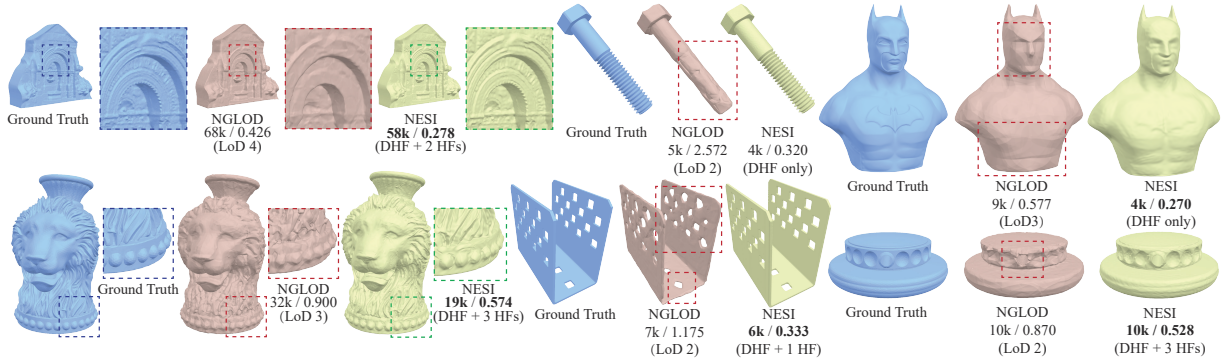 Ground Truth
NGLOD
68k / 0.426
(LoD 4)
NESI
58k / 0.278
(DHF + 2 HFs)
Ground Truth
NGLOD
5k / 2.572
(LoD 2)
NESI
4k / 0.320
(DHF only)
Ground Truth
NGLOD
9k / 0.577
(LoD3)
NESI
4k / 0.270
(DHF only)
Ground Truth
NGLOD
32k / 0.900
(LoD 3)
NESI
19k / 0.574
(DHF + 3 HFs)
Ground Truth
NGLOD
7k / 1.175
(LoD 2)
NESI
6k / 0.333
(DHF + 1 HF)
Ground Truth
NGLOD
10k / 0.870
(LoD 2)
NESI
10k / 0.528
(DHF + 3 HFs)